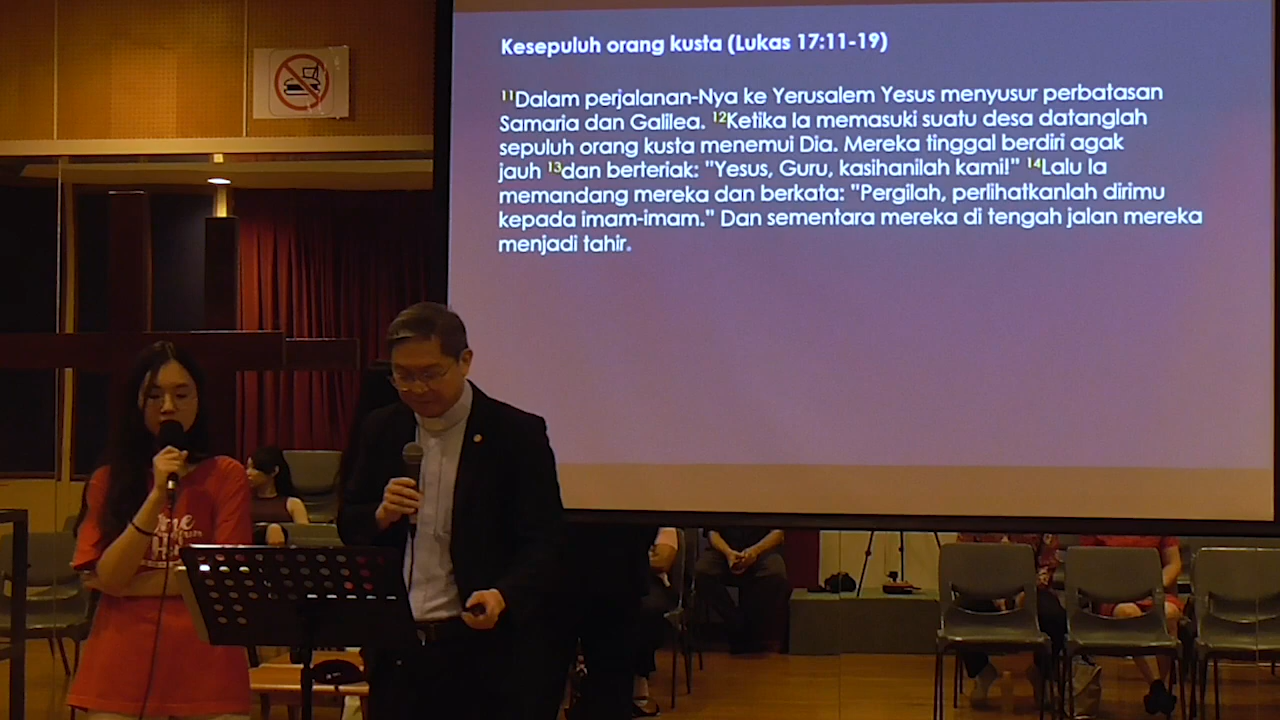 Kesepuluh orang kusta (Lukas 17:11-19)
11Dalam perjalanan-Nya ke Yerusalem Yesus menyusur perbatasan
Samaria dan Galilea. 12Ketika Ia memasuki suatu desa datanglah
sepuluh orang kusta menemui Dia. Mereka tinggal berdiri agak
jauh 13dan berteriak: "Yesus, Guru, kasihanilah kami!" 14Lalu Ia
memandang mereka dan berkata: "Pergilah, perlihatkanlah dirimu
kepada imam-imam." Dan sementara mereka di tengah jalan mereka
menjadi tahir.